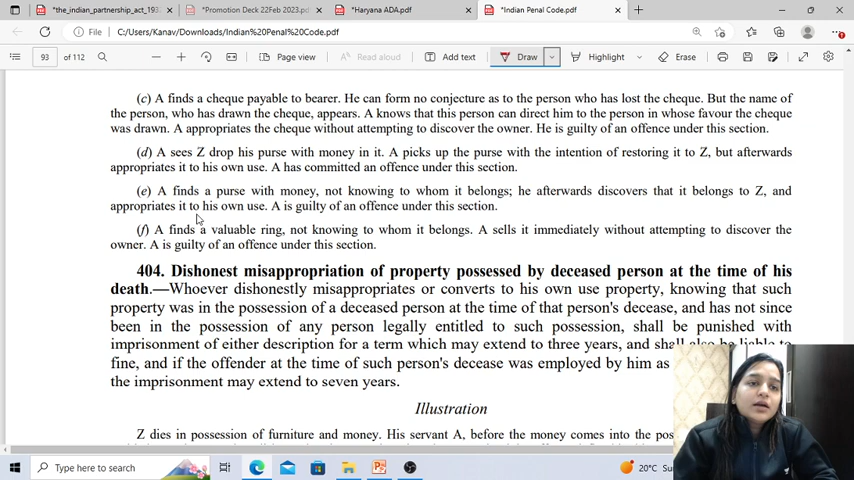 *the_indian_partnership_act_193
*Promotion Deck 22Feb 2023.pdf
*Haryana ADA.pdf
*Indian Penal Code.pdf
File
C:/Users/Kanav/Downloads/Indian%20Penal%20Code.pdf
93 of 112
Page view
Read aloud
Add text
Draw
Highlight
Erase
(c) A finds a cheque payable to bearer. He can form no conjecture as to the person who has lost the cheque. But the name of
the person, who has drawn the cheque, appears. A knows that this person can direct him to the person in whose favour the cheque
was drawn. A appropriates the cheque without attempting to discover the owner. He is guilty of an offence under this section.
(d) A sees Z drop his purse with money in it. A picks up the purse with the intention of restoring it to Z, but afterwards
appropriates it to his own use. A has committed an offence under this section.
(e) A finds a purse with money, not knowing to whom it belongs; he afterwards discovers that it belongs to Z, and
appropriates it to his own use. A is guilty of an offence under this section.
(f) A finds a valuable ring, not knowing to whom it belongs. A sells it immediately without attempting to discover the
owner. A is guilty of an offence under this section.
404. Dishonest misappropriation of property possessed by deceased person at the time of his
death.—Whoever dishonestly misappropriates or converts to his own use property, knowing that such
property was in the possession of a deceased person at the time of that person's decease, and has not since
been in the possession of any person legally entitled to such possession, shall be punished with
imprisonment of either description for a term which may extend to three years, and shall also be liable to
fine, and if the offender at the time of such person's decease was employed by him as
the imprisonment may extend to seven years.
Illustration
Z dies in possession of furniture and money. His servant A, before the money comes into the
Type here to search
20°C